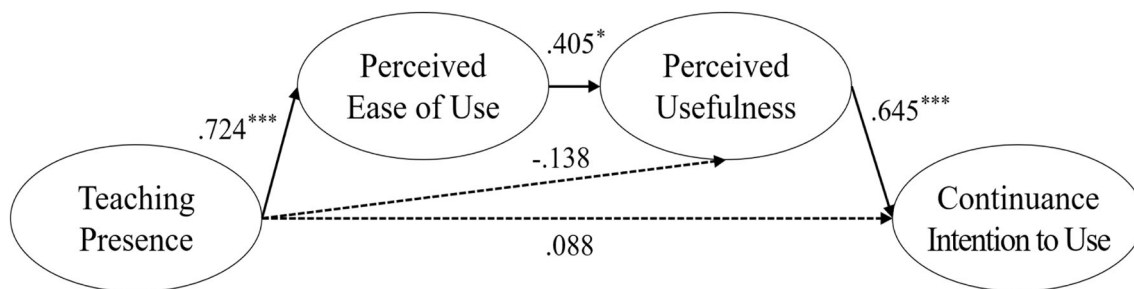 Perceived
Ease of Use
.405*
Perceived
Usefulness
.724***
.645***
-.138
Teaching
Presence
.088
Continuance
Intention to Use